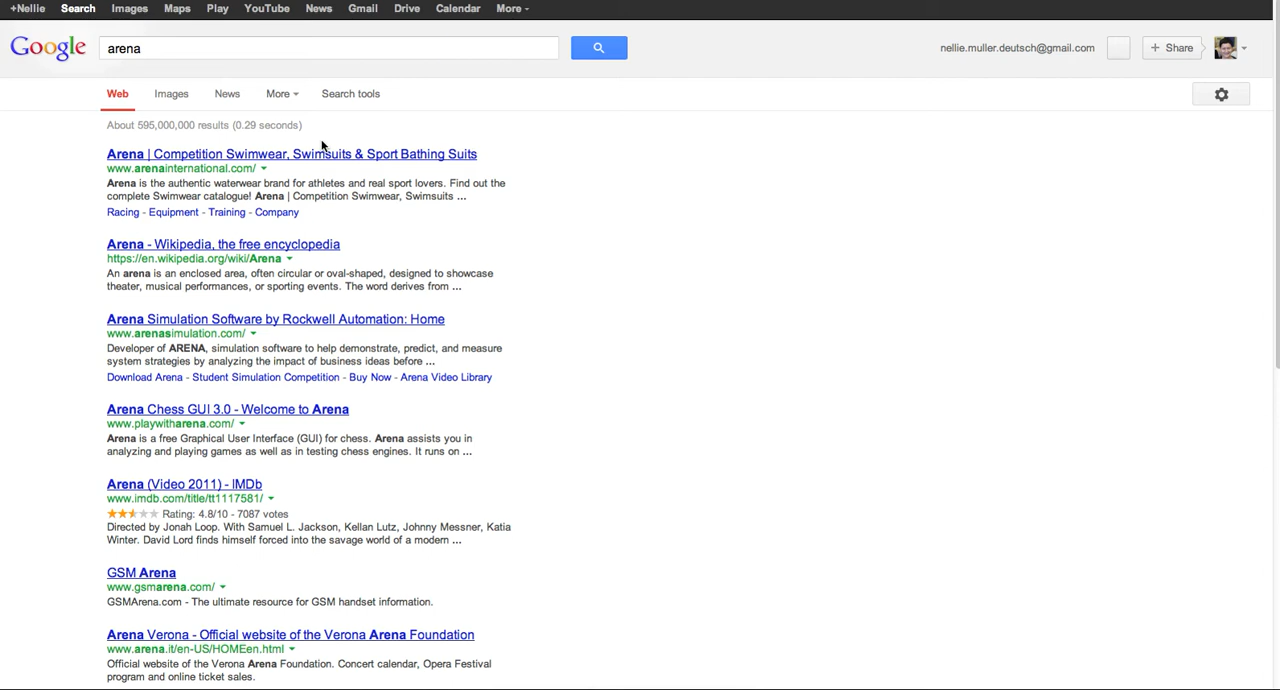 +Nellie Search Images Maps Play YouTube News Gmail Drive Calendar More
Google arena nellie.muller.deutsch@gmail.com + Share
Web Images News More Search tools
About 595,000,000 results (0.29 seconds)
Arena | Competition Swimwear, Swimsuits & Sport Bathing Suits
www.arenainternational.com/
Arena is the authentic waterwear brand for athletes and real sport lovers. Find out the
complete Swimwear catalogue! Arena | Competition Swimwear, Swimsuits ...
Racing - Equipment - Training - Company
Arena - Wikipedia, the free encyclopedia
https://en.wikipedia.org/wiki/Arena
An arena is an enclosed area, often circular or oval-shaped, designed to showcase
theater, musical performances, or sporting events. The word derives from ...
Arena Simulation Software by Rockwell Automation: Home
www.arenasimulation.com/
Developer of ARENA, simulation software to help demonstrate, predict, and measure
system strategies by analyzing the impact of business ideas before ...
Download Arena - Student Simulation Competition - Buy Now - Arena Video Library
Arena Chess GUI 3.0 - Welcome to Arena
www.playwitharena.com/
Arena is a free Graphical User Interface (GUI) for chess. Arena assists you in
analyzing and playing games as well as in testing chess engines. It runs on ...
Arena (Video 2011) - IMDb
www.imdb.com/title/tt1117581/
Rating: 4.8/10 - 7087 votes
Directed by Jonah Loop. With Samuel L. Jackson, Kellan Lutz, Johnny Messner, Katia
Winter. David Lord finds himself forced into the savage world of a modern ...
GSM Arena
www.gsmarena.com/
GSMArena.com - The ultimate resource for GSM handset information.
Arena Verona - Official website of the Verona Arena Foundation
www.arena.it/en-US/HOMEen.html
Official website of the Verona Arena Foundation. Concert calendar, Opera Festival
program and online ticket sales.